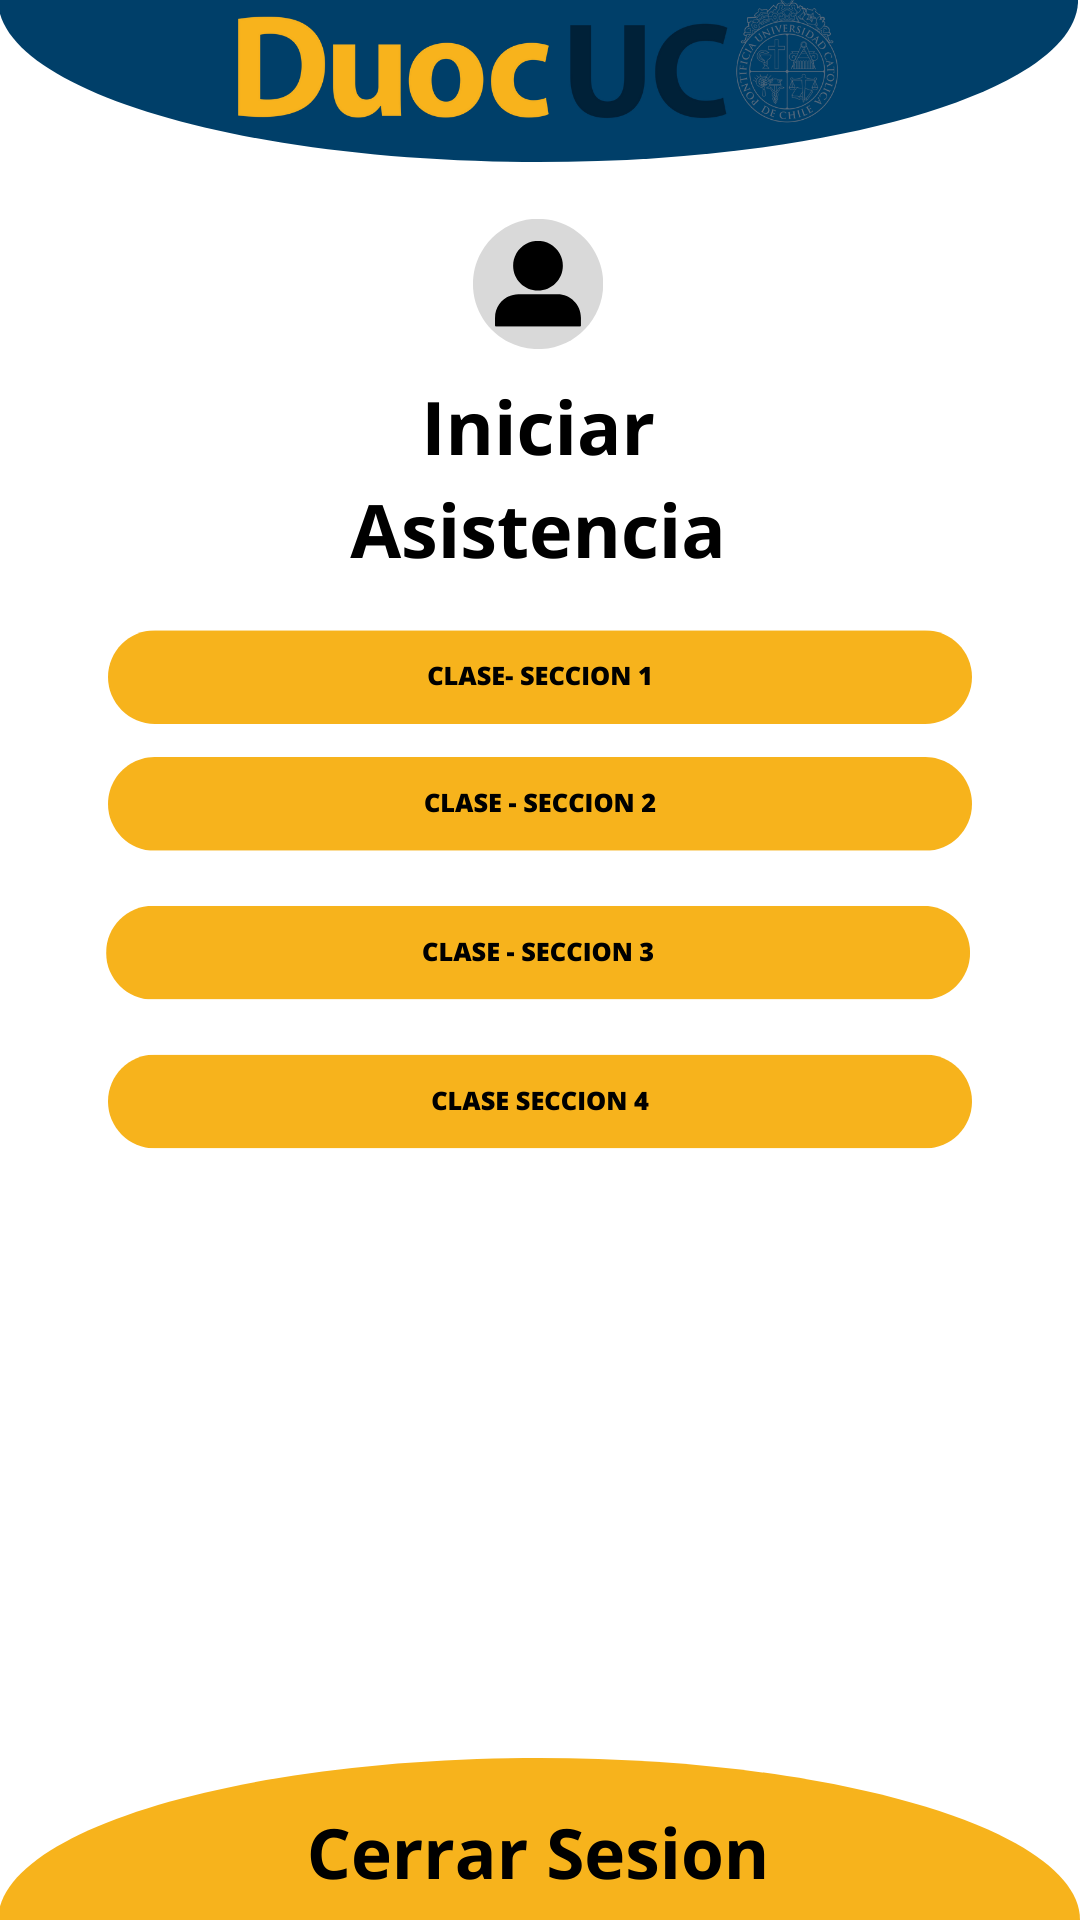 Duoc UC
PONTIFICIA UNIVERSIDAD CATOLICA DE CHILE
Iniciar
Asistencia
CLASE- SECCION 1
CLASE - SECCION 2
CLASE - SECCION 3
CLASE SECCION 4
Cerrar Sesion